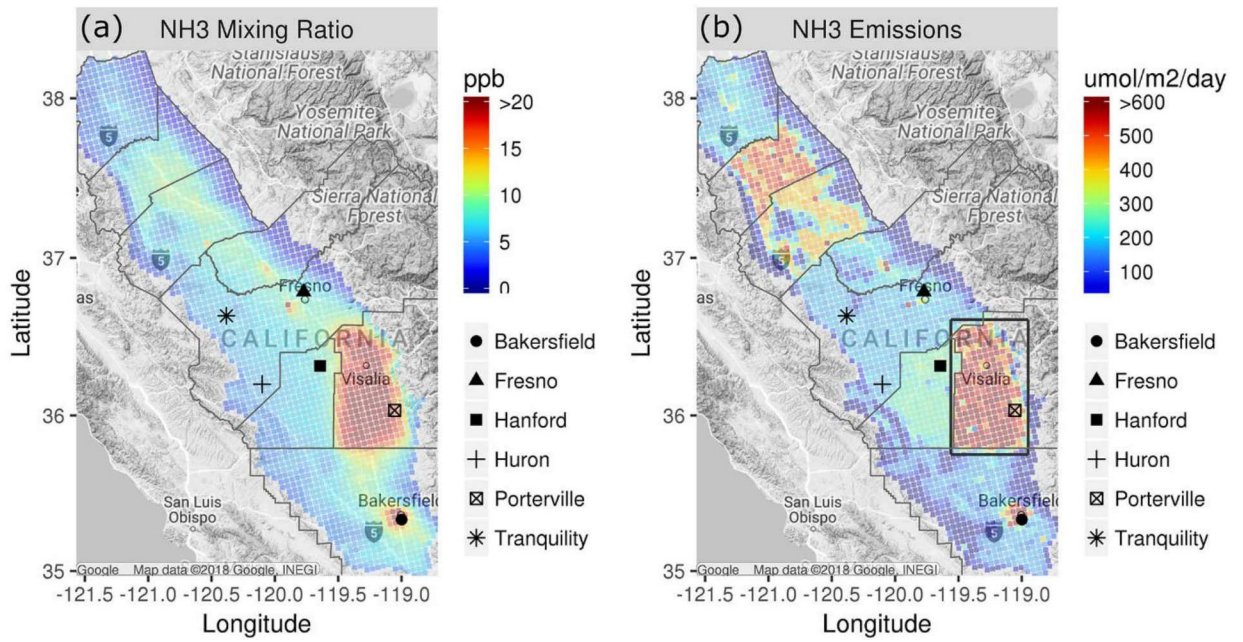 (a) NH3 Mixing Ratio
Stanislaus
National Forest
Yosemite
National Park
Sierra National
Forest
5
5
as
Fresno
CALIFORNIA
Visalia
Bakersfield
San Luis
Obispo
5
Google Map data ©2018 Google, INEGI
38
37
36
35
Latitude
-121.5 -121.0 -120.5 -120.0 -119.5 -119.0
Longitude
ppb
>20
15
10
5
0
Bakersfield
Fresno
Hanford
Huron
Porterville
Tranquility
(b) NH3 Emissions
Stanislaus
National Forest
Yosemite
National Park
Sierra National
Forest
5
5
as
Fresno
CALIFORNIA
Visalia
Bakersfield
San Luis
Obispo
5
Google Map data ©2018 Google, INEGI
38
37
36
35
Latitude
-121.5 -121.0 -120.5 -120.0 -119.5 -119.0
Longitude
umol/m2/day
>600
500
400
300
200
100
Bakersfield
Fresno
Hanford
Huron
Porterville
Tranquility